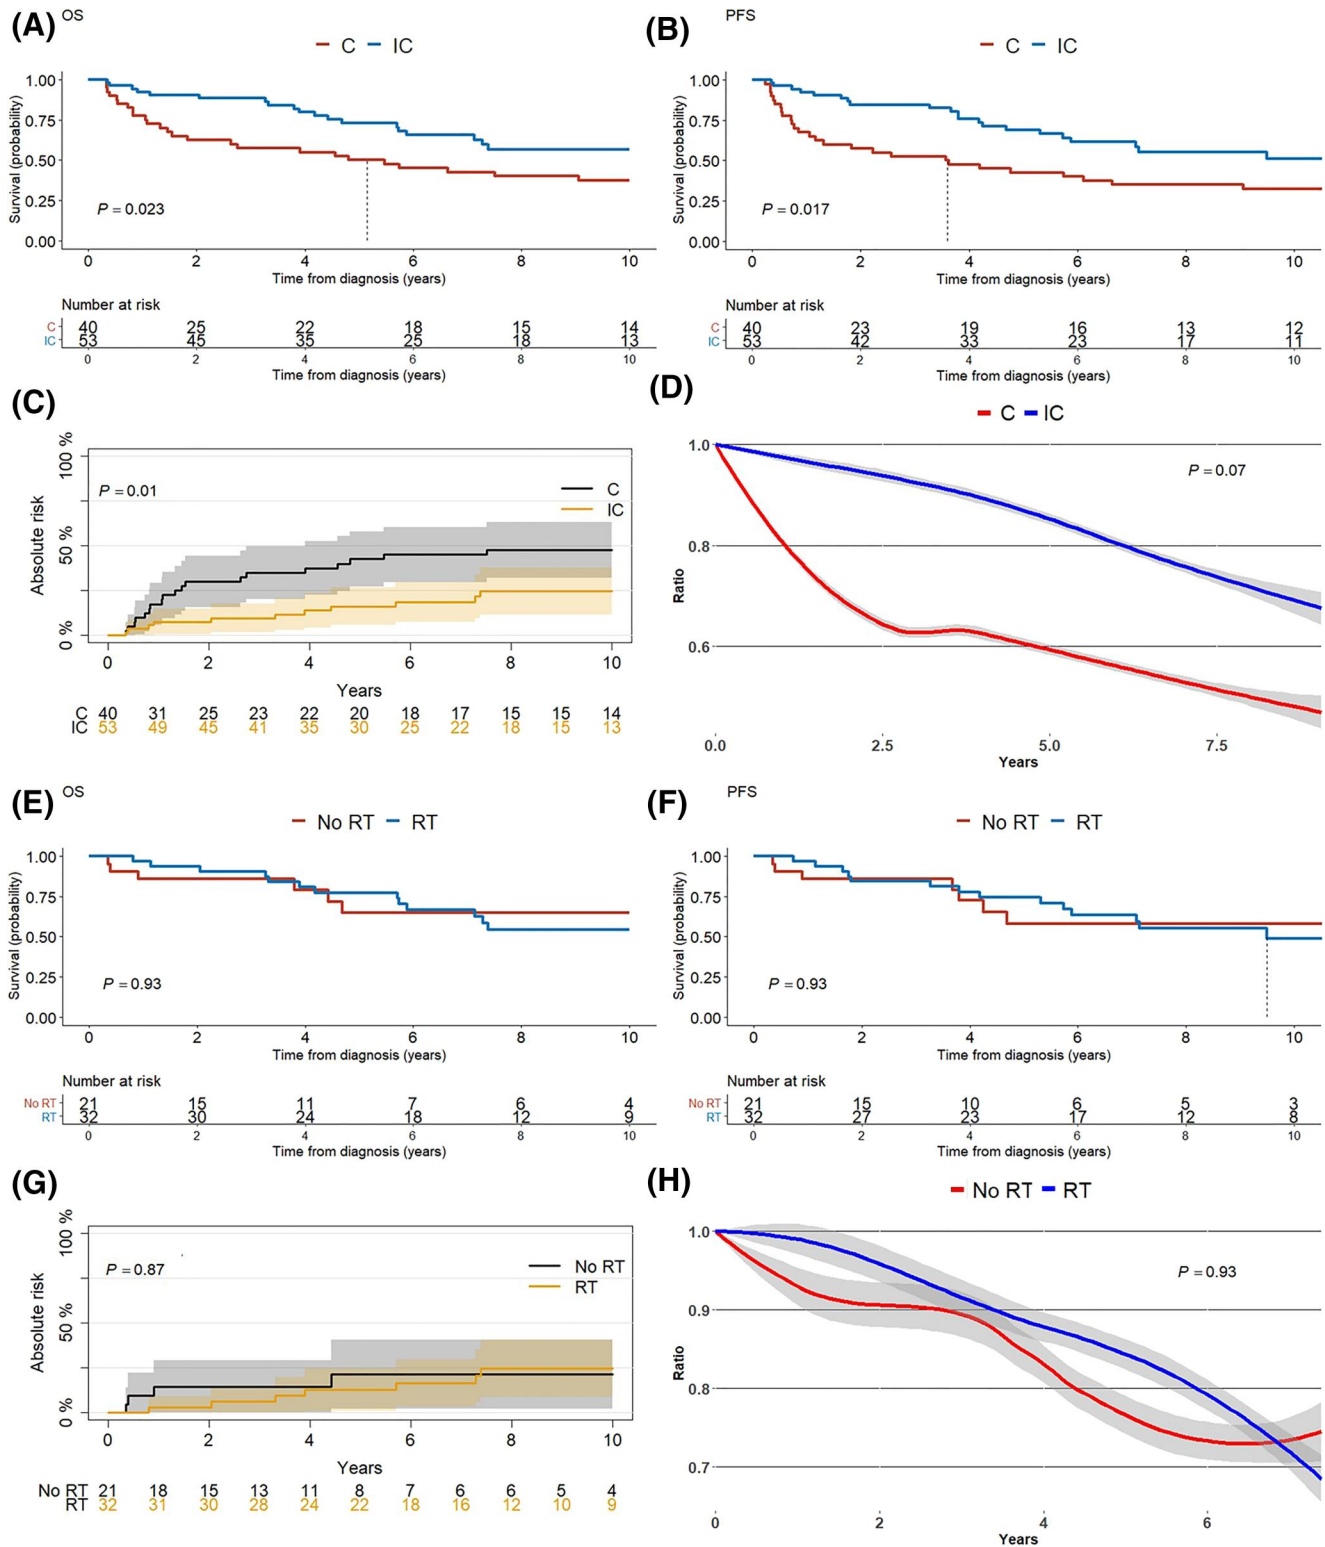 (A) OS
C IC
1.00
0.75
0.50
0.25
0.00
Survival (probability)
P = 0.023
0 2 4 6 8 10
Time from diagnosis (years)
Number at risk
C 40 25 22 18 15 14
IC 53 45 35 25 18 13
0 2 4 6 8 10
Time from diagnosis (years)
(B) PFS
C IC
1.00
0.75
0.50
0.25
0.00
Survival (probability)
P = 0.017
0 2 4 6 8 10
Time from diagnosis (years)
Number at risk
C 40 23 19 16 13 12
IC 53 42 33 23 17 11
0 2 4 6 8 10
Time from diagnosis (years)
(C)
100 %
50 %
0 %
Absolute risk
P = 0.01
C
IC
0 2 4 6 8 10
Years
C 40 31 25 23 22 20 18 17 15 15 14
IC 53 49 45 41 35 30 25 22 18 15 13
(D)
C IC
1.0
0.8
0.6
Ratio
P = 0.07
0.0 2.5 5.0 7.5
Years
(E) OS
No RT RT
1.00
0.75
0.50
0.25
0.00
Survival (probability)
P = 0.93
0 2 4 6 8 10
Time from diagnosis (years)
Number at risk
No RT 21 15 11 7 6 4
RT 32 30 24 18 12 9
0 2 4 6 8 10
Time from diagnosis (years)
(F) PFS
No RT RT
1.00
0.75
0.50
0.25
0.00
Survival (probability)
P = 0.93
0 2 4 6 8 10
Time from diagnosis (years)
Number at risk
No RT 21 15 10 6 5 3
RT 32 27 23 17 12 8
0 2 4 6 8 10
Time from diagnosis (years)
(G)
100 %
50 %
0 %
Absolute risk
P = 0.87
No RT
RT
0 2 4 6 8 10
Years
No RT 21 18 15 13 11 8 7 6 6 5 4
RT 32 31 30 28 24 22 18 16 12 10 9
(H)
No RT RT
1.0
0.9
0.8
0.7
Ratio
P = 0.93
0 2 4 6
Years